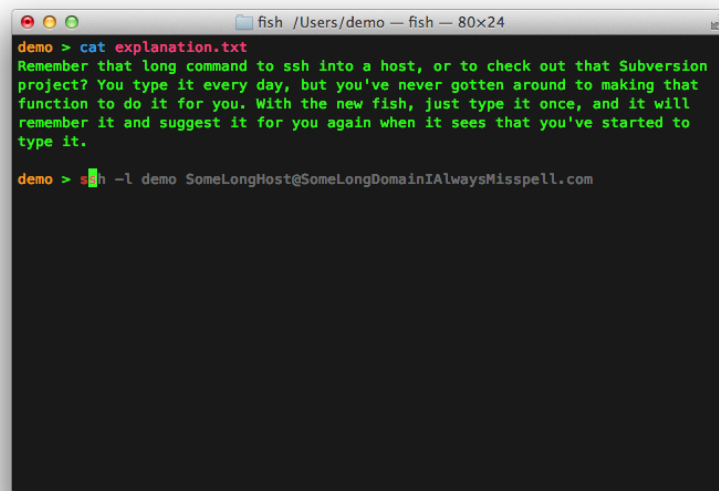 fish /Users/demo — fish — 80×24
demo > cat explanation.txt
Remember that long command to ssh into a host, or to check out that Subversion
project? You type it every day, but you've never gotten around to making that
function to do it for you. With the new fish, just type it once, and it will
remember it and suggest it for you again when it sees that you've started to
type it.
demo > ssh -l demo SomeLongHost@SomeLongDomainIAlwaysMisspell.com